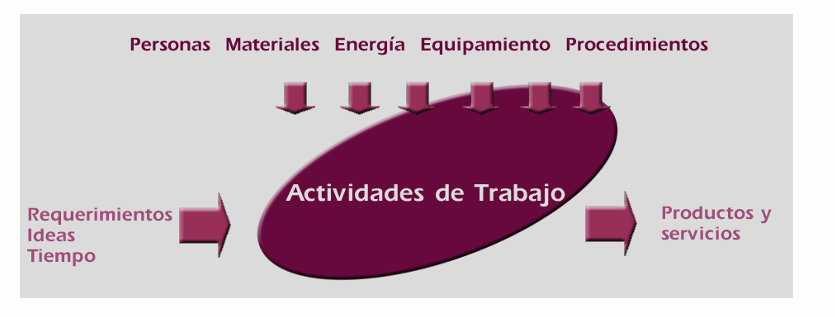 Personas Materiales Energía Equipamiento Procedimientos
Actividades de Trabajo
Requerimientos
Ideas
Tiempo
Productos y
servicios